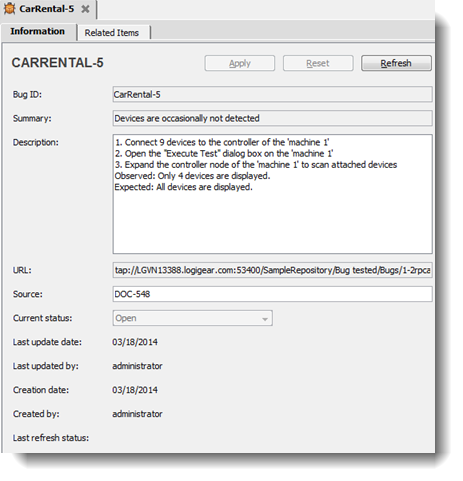 CarRental-5
Information Related Items
CARRENTAL-5 Apply Reset Refresh
Bug ID: CarRental-5
Summary: Devices are occasionally not detected
Description: 1. Connect 9 devices to the controller of the 'machine 1'
2. Open the "Execute Test" dialog box on the 'machine 1'
3. Expand the controller node of the 'machine 1' to scan attached devices
Observed: Only 4 devices are displayed.
Expected: All devices are displayed.
URL: tap://LGVN13388.logigear.com:53400/SampleRepository/Bug tested/Bugs/1-2rpca
Source: DOC-548
Current status: Open
Last update date: 03/18/2014
Last updated by: administrator
Creation date: 03/18/2014
Created by: administrator
Last refresh status: